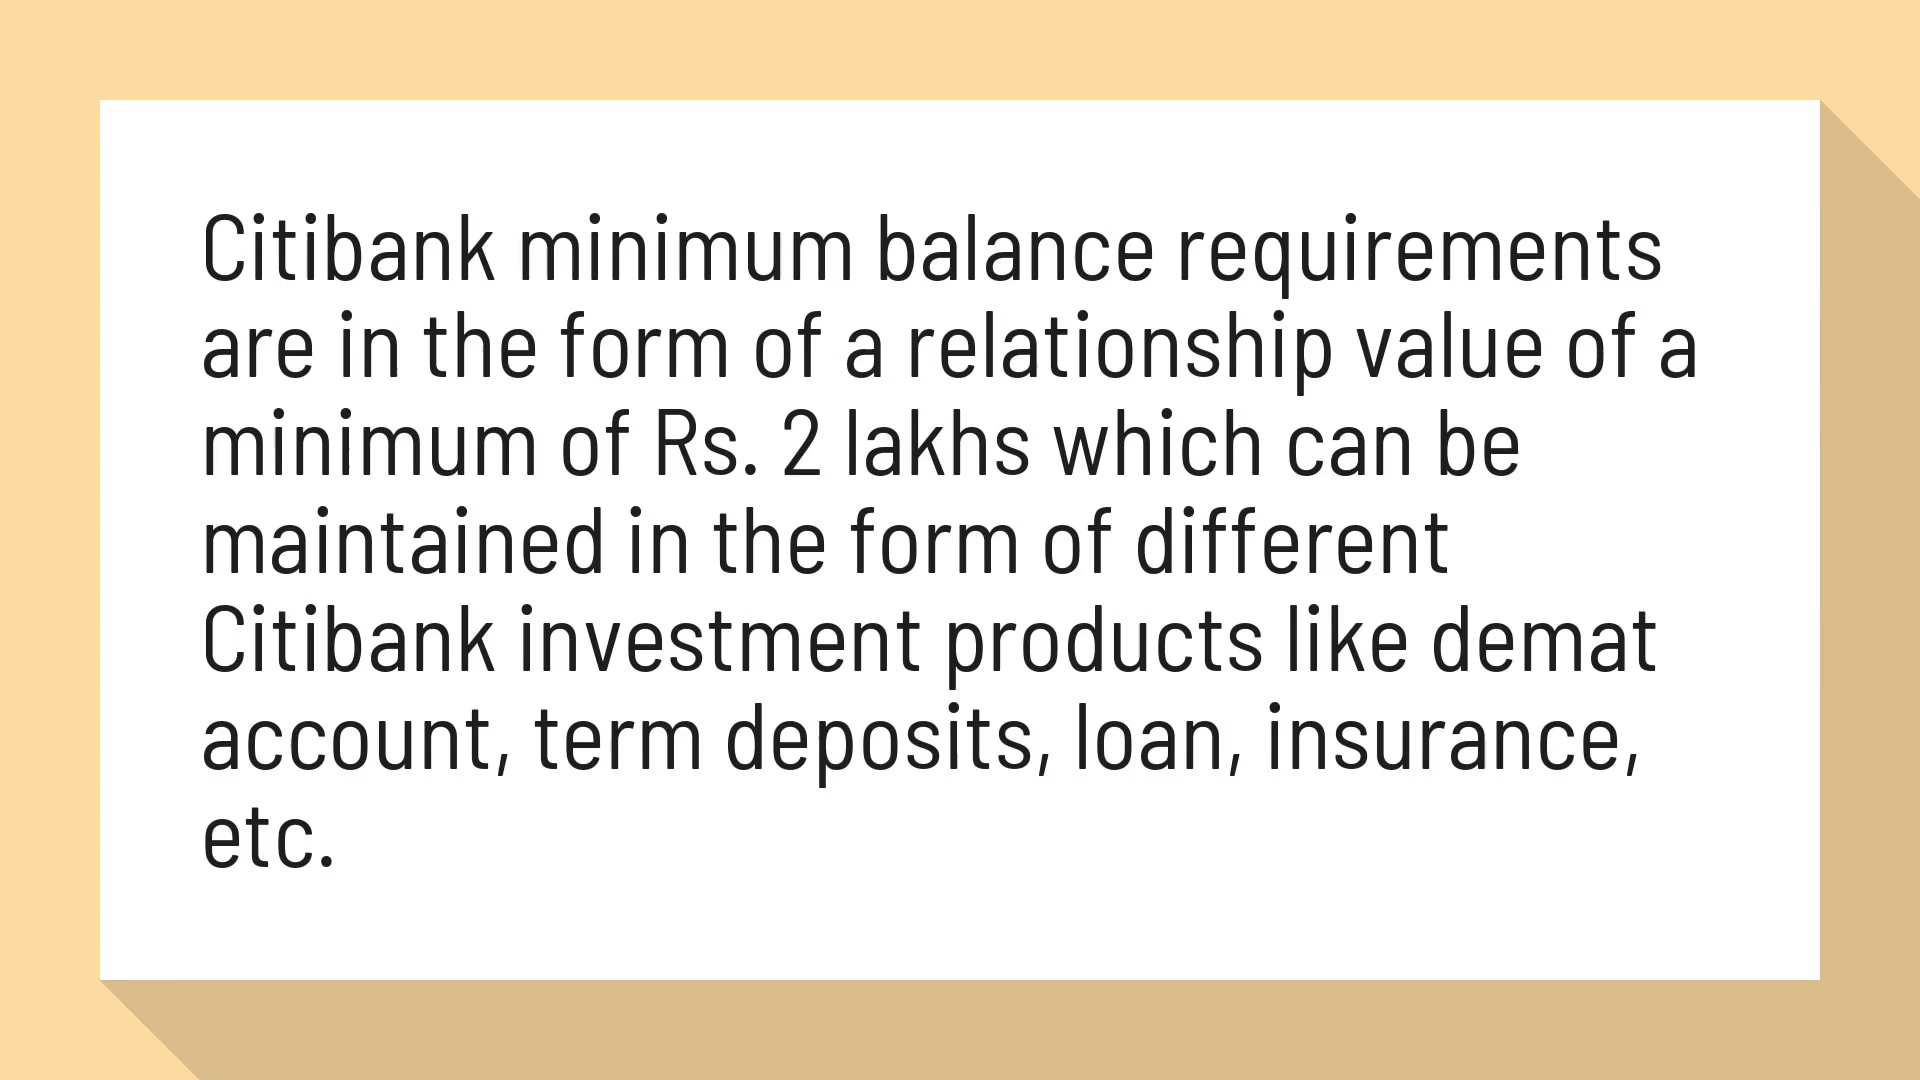 Citibank minimum balance requirements
are in the form of a relationship value of a
minimum of Rs. 2 lakhs which can be
maintained in the form of different
Citibank investment products like demat
account, term deposits, loan, insurance,
etc.